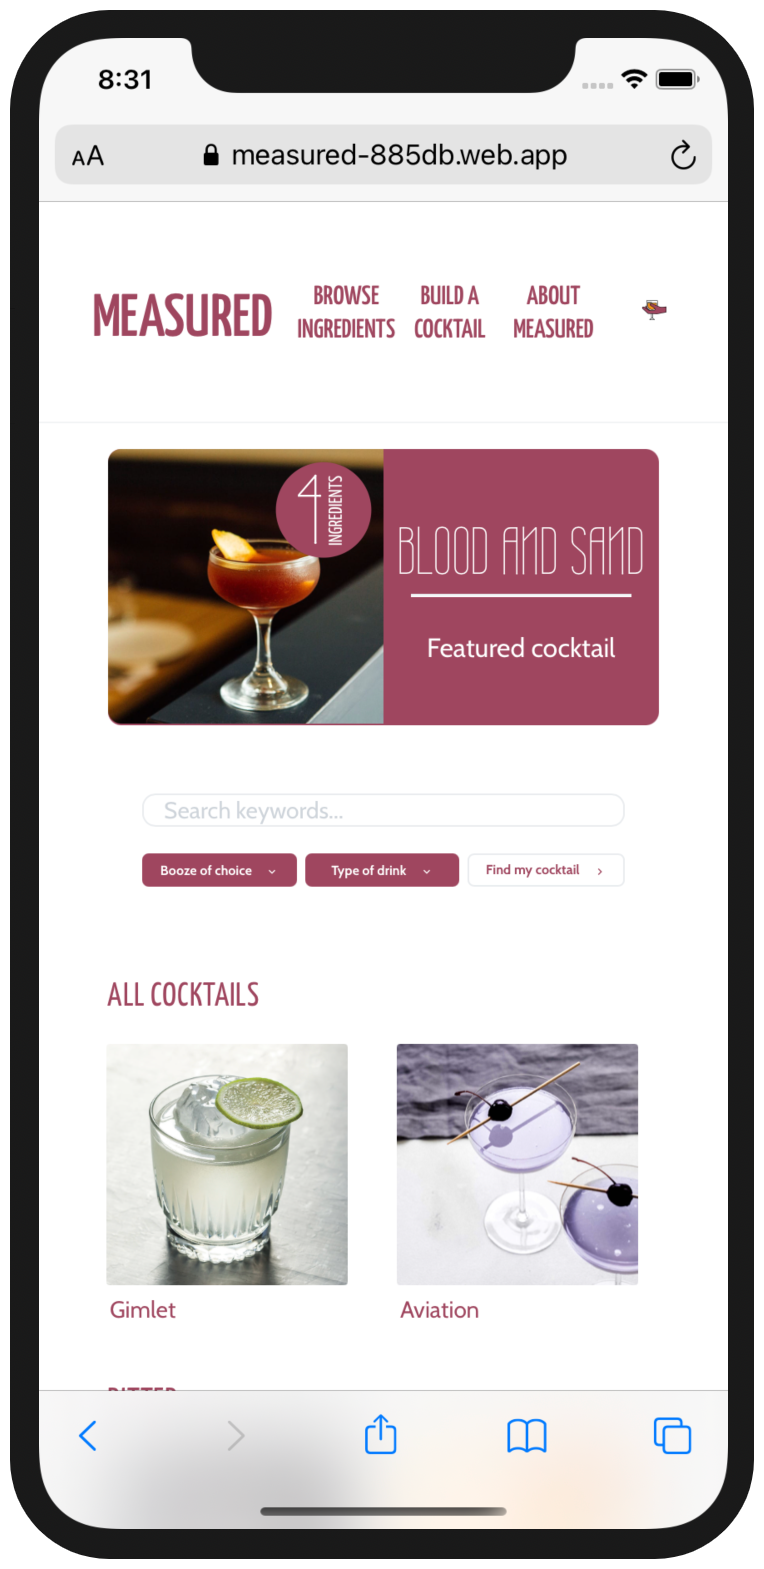 8:31
AA
measured-885db.web.app
MEASURED
BROWSE
INGREDIENTS
BUILD A
COCKTAIL
ABOUT
MEASURED
4
INGREDIENTS
BLOOD AND SAND
Featured cocktail
Search keywords...
Booze of choice
Type of drink
Find my cocktail
ALL COCKTAILS
Gimlet
Aviation